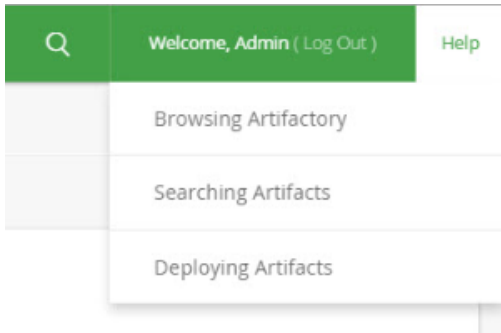 Welcome, Admin ( Log Out ) Help
Browsing Artifactory
Searching Artifacts
Deploying Artifacts